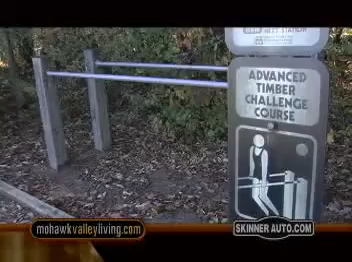 NEXT STATION
ADVANCED
TIMBER
CHALLENGE
COURSE
mohawkvalleyliving.com
SKINNER AUTO.COM